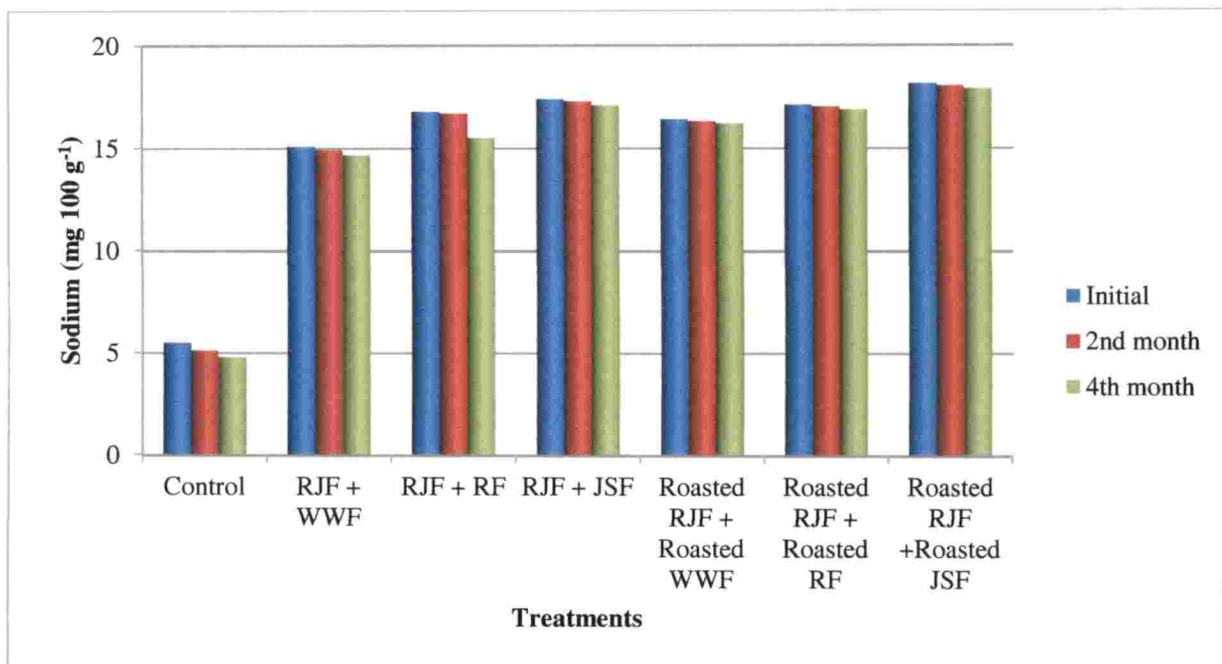 20
15
10
5
0
Sodium (mg 100 g-1)
Control
RJF +
WWF
RJF + RF
RJF + JSF
Roasted
RJF +
Roasted
WWF
Roasted
RJF +
Roasted
RF
Roasted
RJF
+Roasted
JSF
Treatments
Initial
2nd month
4th month